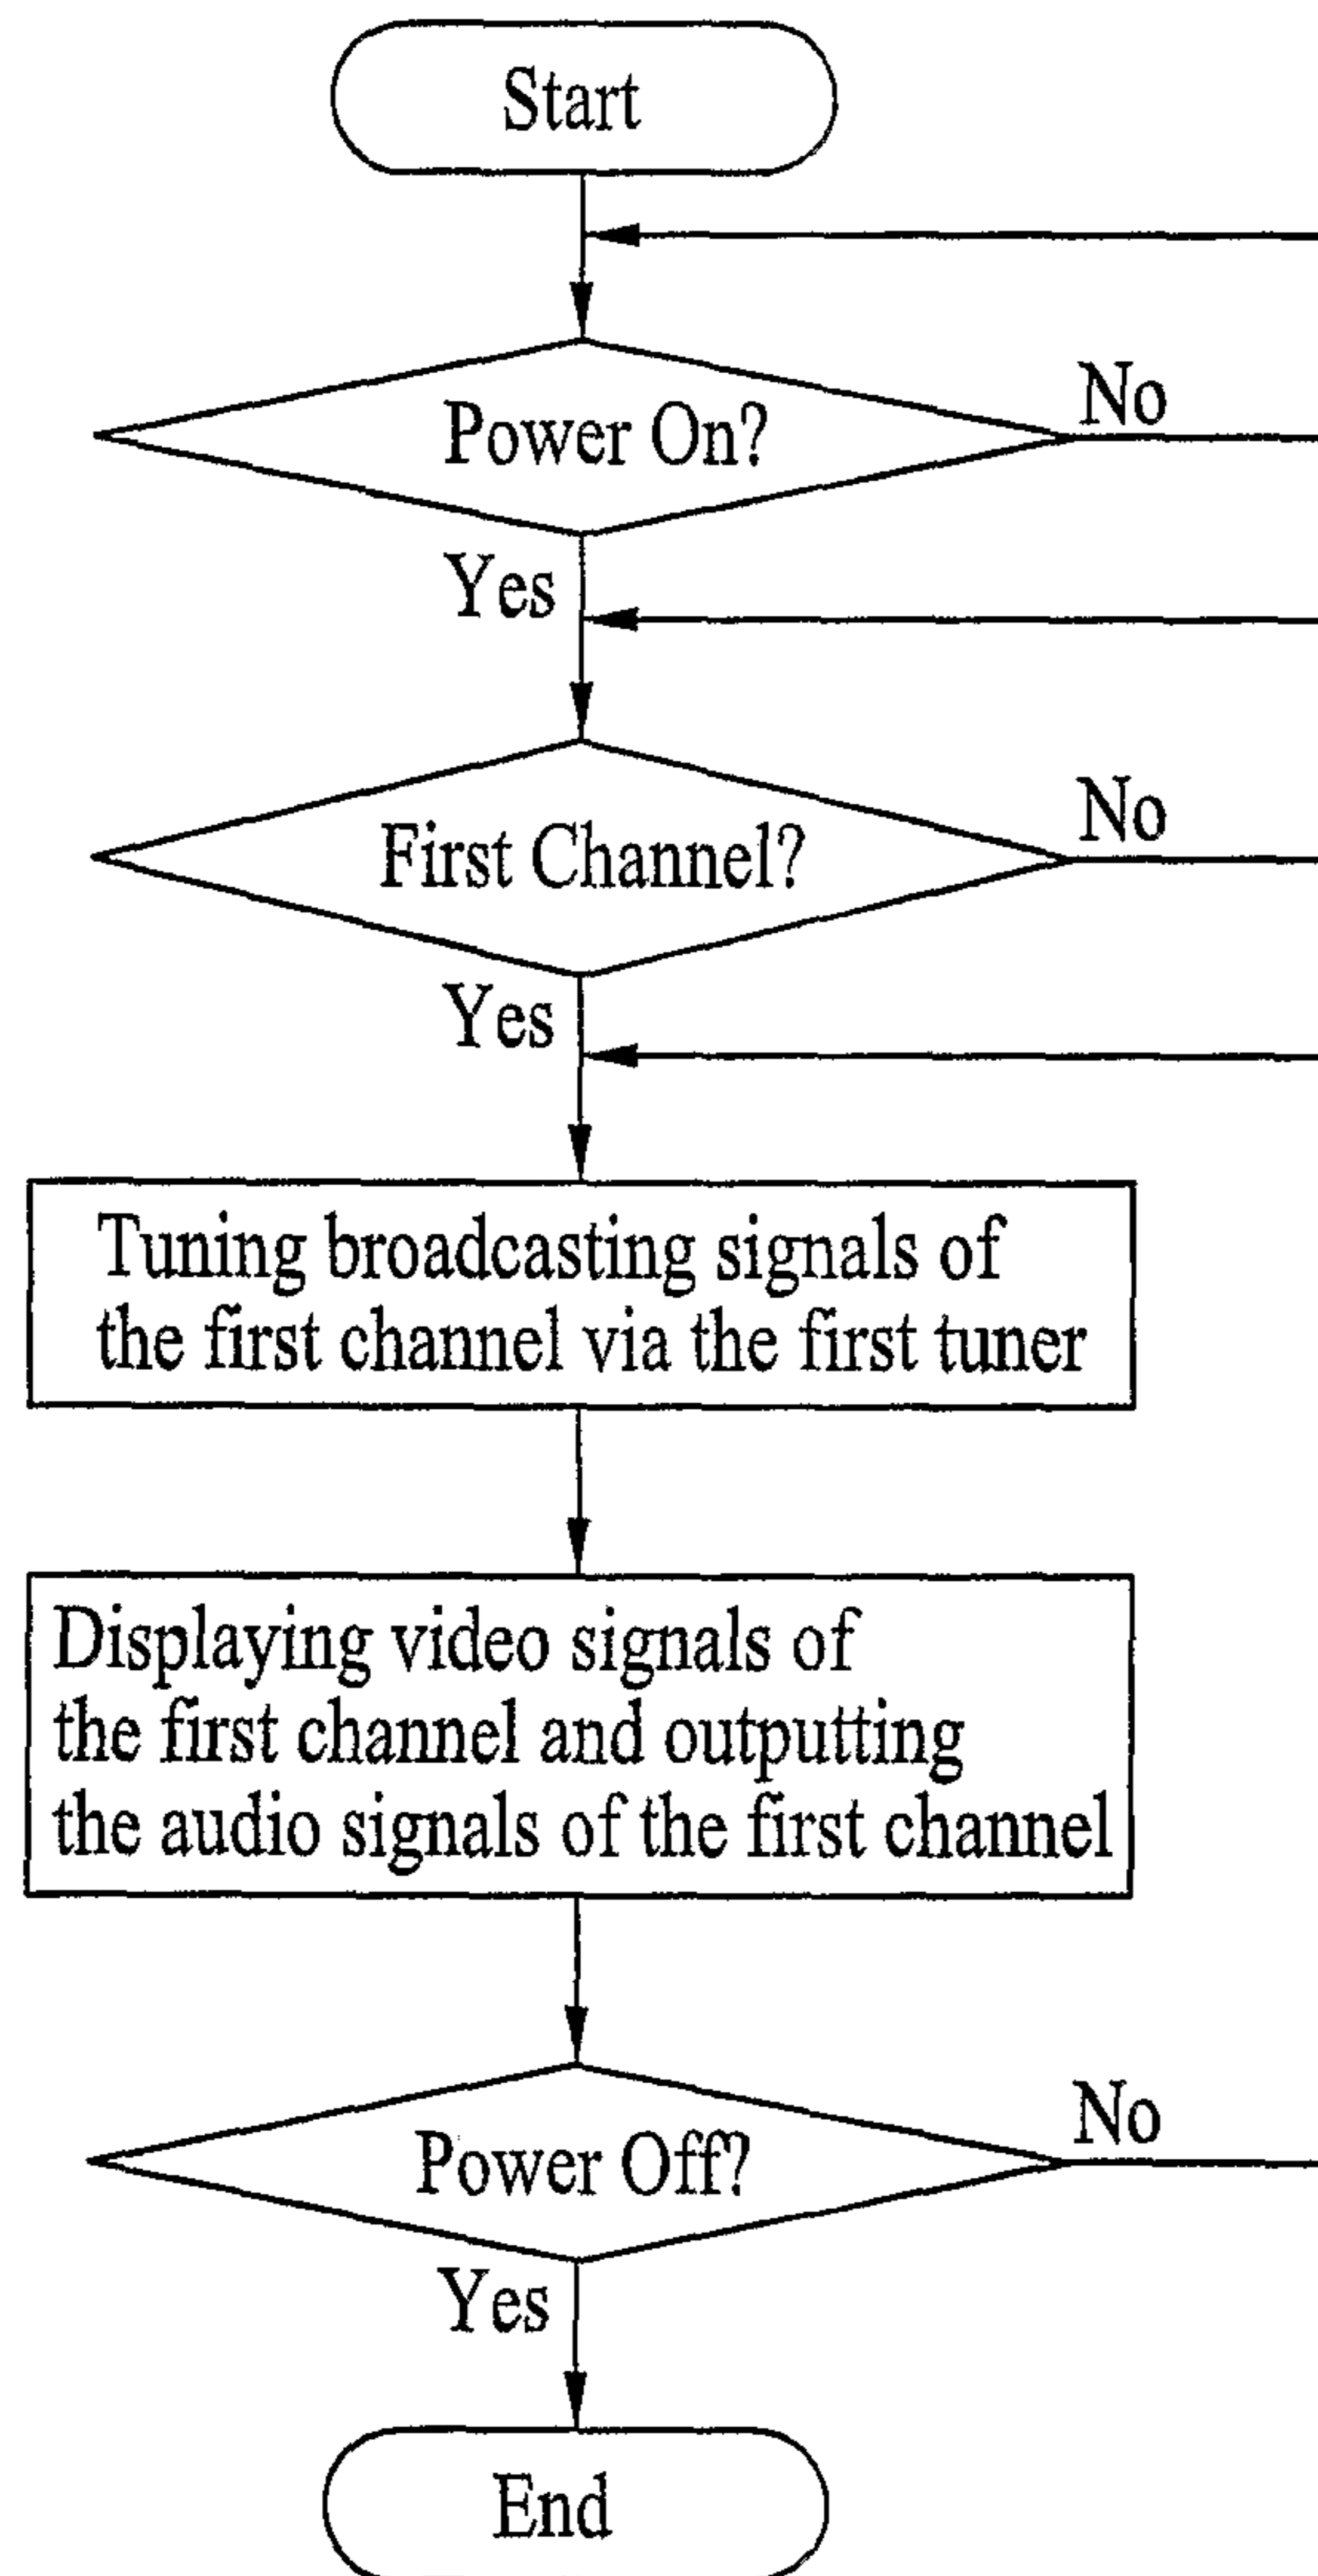 Start
Power On?
No
Yes
First Channel?
No
Yes
Tuning broadcasting signals of
the first channel via the first tuner
Displaying video signals of
the first channel and outputting
the audio signals of the first channel
Power Off?
No
Yes
End